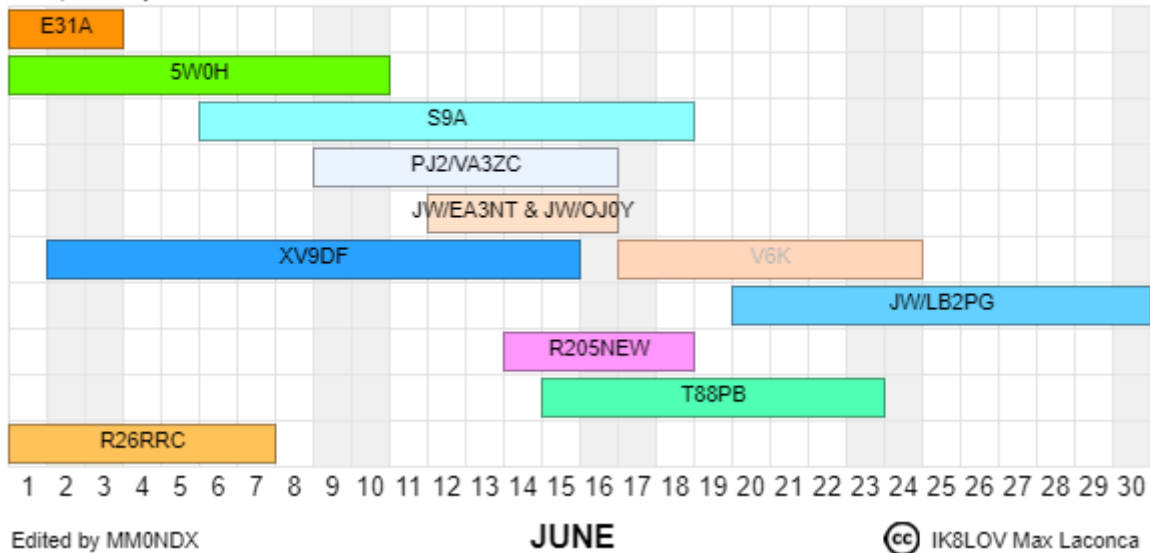 E31A
5W0H
S9A
PJ2/VA3ZC
JW/EA3NT & JW/OJ0Y
XV9DF V6K
JW/LB2PG
R205NEW
T88PB
R26RRC
1 2 3 4 5 6 7 8 9 10 11 12 13 14 15 16 17 18 19 20 21 22 23 24 25 26 27 28 29 30
Edited by MM0NDX JUNE cc IK8LOV Max Laconca